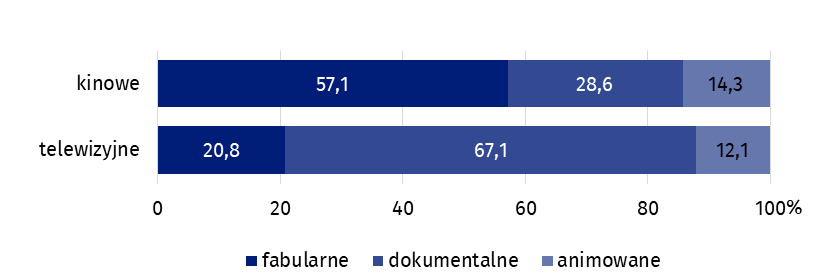 kinowe 57,1 28,6 14,3
telewizyjne 20,8 67,1 12,1
0 20 40 60 80 100%
fabularne dokumentalne animowane